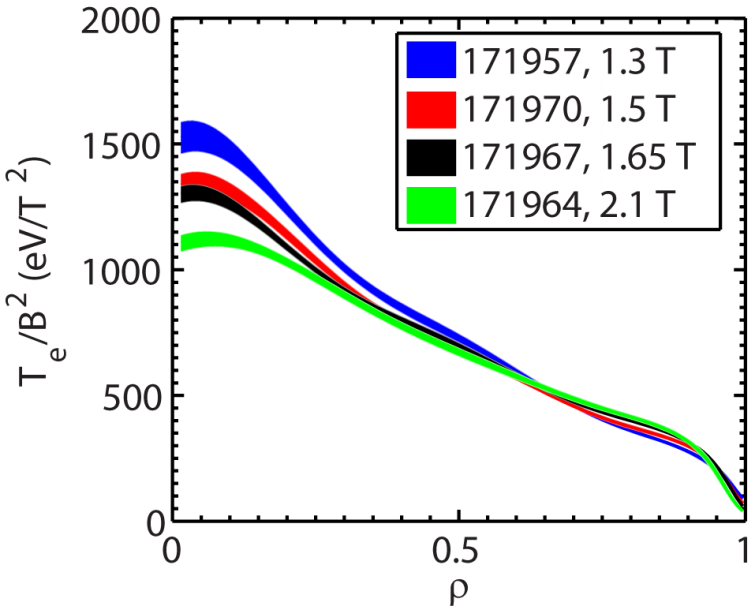 2000
1500
1000
500
0
T_e/B^2 (eV/T^2)
171957, 1.3 T
171970, 1.5 T
171967, 1.65 T
171964, 2.1 T
0 0.5 1
ρ